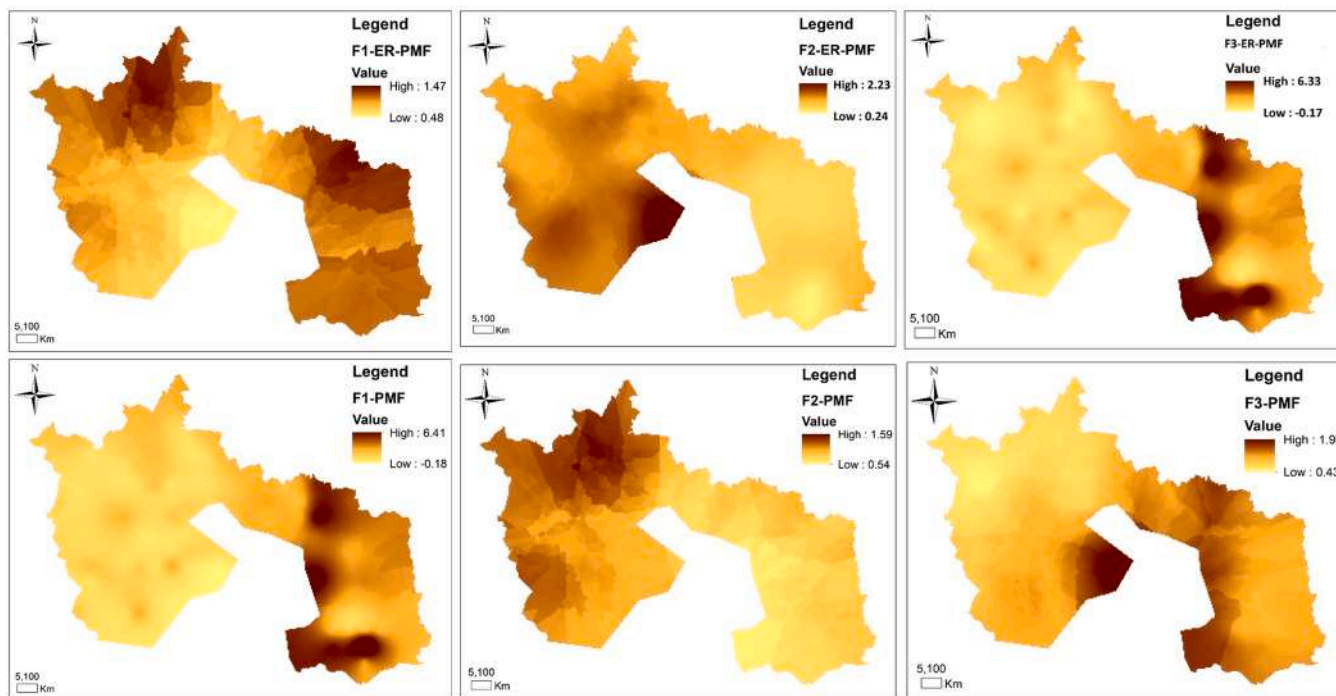 N
Legend
F1-ER-PMF
Value
High : 1.47
Low : 0.48
5,100
Km
N
Legend
F2-ER-PMF
Value
High : 2.23
Low : 0.24
5,100
Km
N
Legend
F3-ER-PMF
Value
High : 6.33
Low : -0.17
5,100
Km
N
Legend
F1-PMF
Value
High : 6.41
Low : -0.18
5,100
Km
N
Legend
F2-PMF
Value
High : 1.59
Low : 0.54
5,100
Km
N
Legend
F3-PMF
Value
High : 1.9
Low : 0.43
5,100
Km